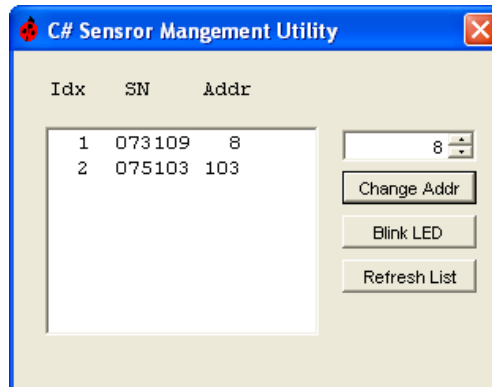 C# Sensror Mangement Utility
Idx SN Addr
1 073109 8
2 075103 103
8
Change Addr
Blink LED
Refresh List